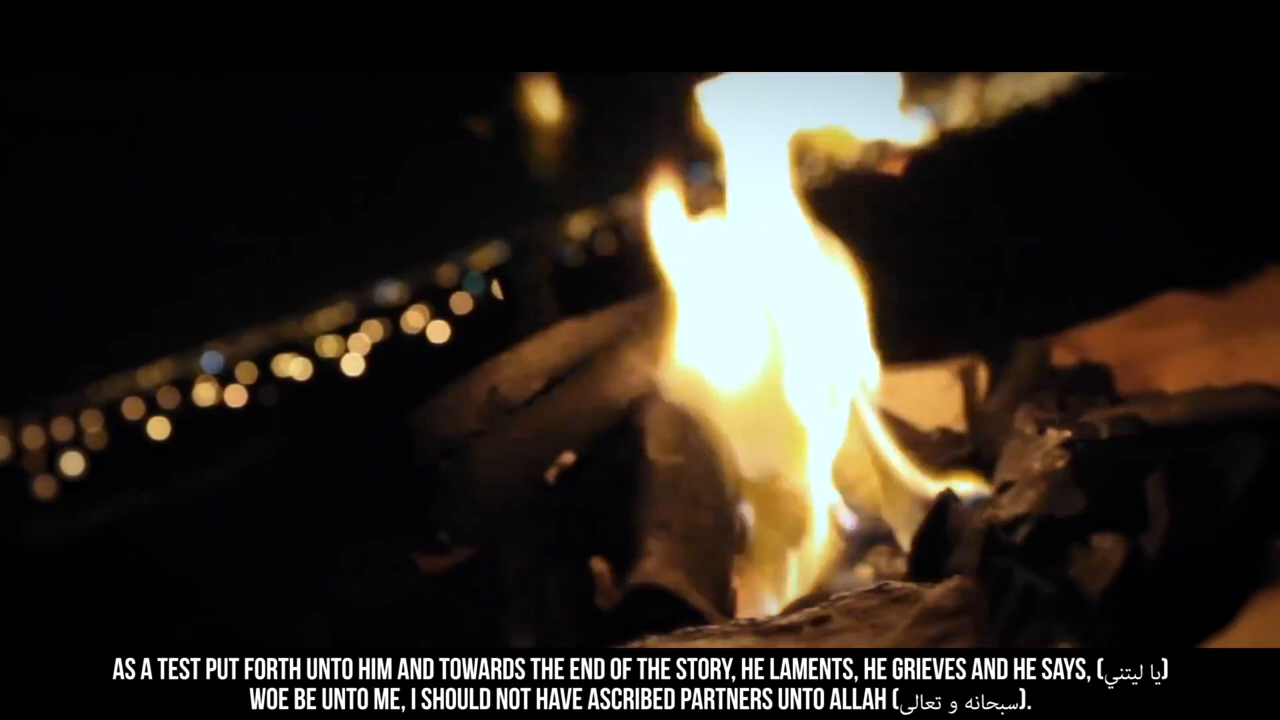 AS A TEST PUT FORTH UNTO HIM AND TOWARDS THE END OF THE STORY, HE LAMENTS, HE GRIEVES AND HE SAYS, (يا ليتني)
WOE BE UNTO ME, I SHOULD NOT HAVE ASCRIBED PARTNERS UNTO ALLAH (سبحانه و تعالى).